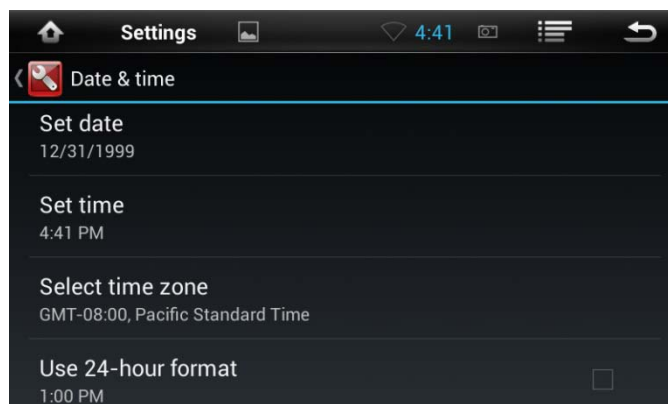 Settings 4:41
Date & time
Set date
12/31/1999
Set time
4:41 PM
Select time zone
GMT-08:00, Pacific Standard Time
Use 24-hour format
1:00 PM